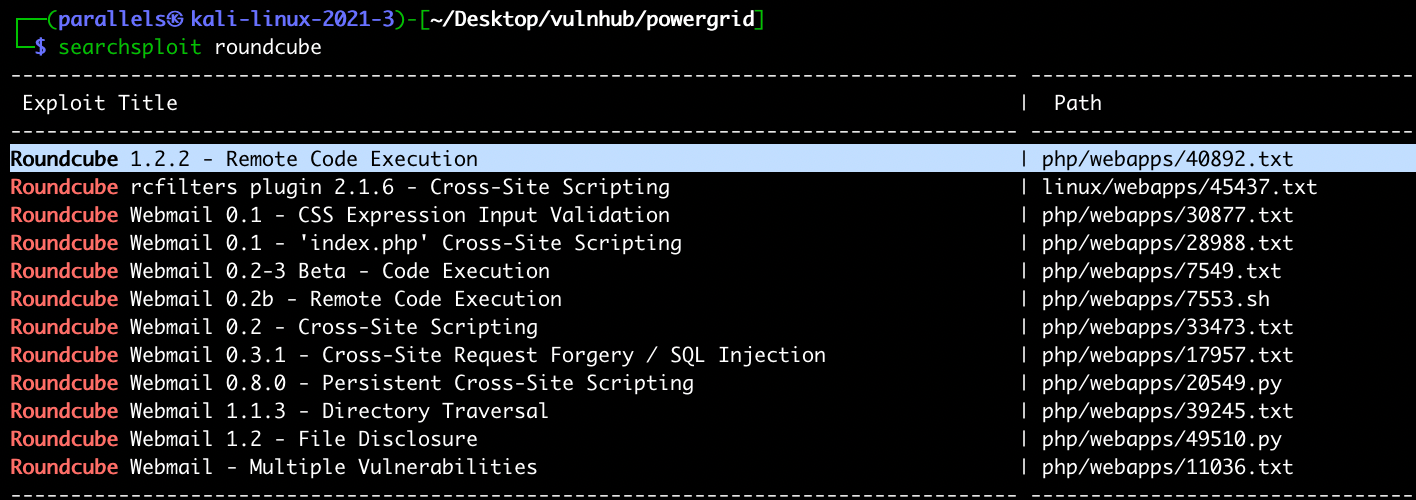 ┌──(parallels㉿kali-linux-2021-3)-[~/Desktop/vulnhub/powergrid]
└─$ searchsploit roundcube
------------------------------------------------------------------------------------ --------------------------------
Exploit Title | Path
------------------------------------------------------------------------------------ --------------------------------
Roundcube 1.2.2 - Remote Code Execution | php/webapps/40892.txt
Roundcube rcfilters plugin 2.1.6 - Cross-Site Scripting | linux/webapps/45437.txt
Roundcube Webmail 0.1 - CSS Expression Input Validation | php/webapps/30877.txt
Roundcube Webmail 0.1 - 'index.php' Cross-Site Scripting | php/webapps/28988.txt
Roundcube Webmail 0.2-3 Beta - Code Execution | php/webapps/7549.txt
Roundcube Webmail 0.2b - Remote Code Execution | php/webapps/7553.sh
Roundcube Webmail 0.2 - Cross-Site Scripting | php/webapps/33473.txt
Roundcube Webmail 0.3.1 - Cross-Site Request Forgery / SQL Injection | php/webapps/17957.txt
Roundcube Webmail 0.8.0 - Persistent Cross-Site Scripting | php/webapps/20549.py
Roundcube Webmail 1.1.3 - Directory Traversal | php/webapps/39245.txt
Roundcube Webmail 1.2 - File Disclosure | php/webapps/49510.py
Roundcube Webmail - Multiple Vulnerabilities | php/webapps/11036.txt
------------------------------------------------------------------------------------ --------------------------------